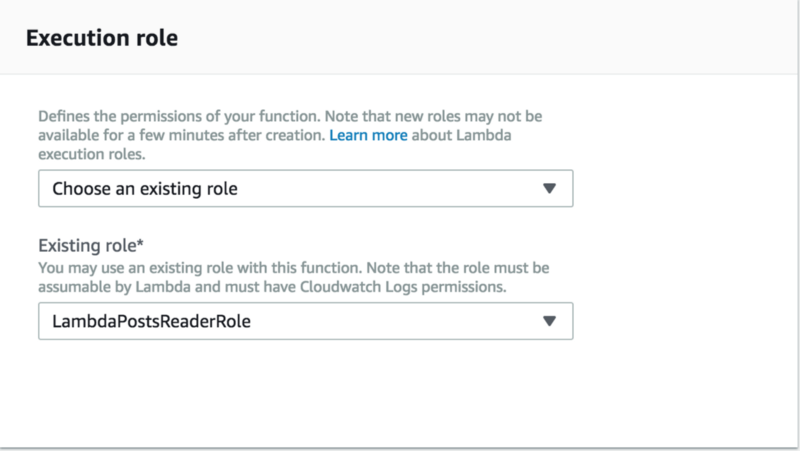 Execution role
Defines the permissions of your function. Note that new roles may not be
available for a few minutes after creation. Learn more about Lambda
execution roles.
Choose an existing role
Existing role*
You may use an existing role with this function. Note that the role must be
assumable by Lambda and must have Cloudwatch Logs permissions.
LambdaPostsReaderRole